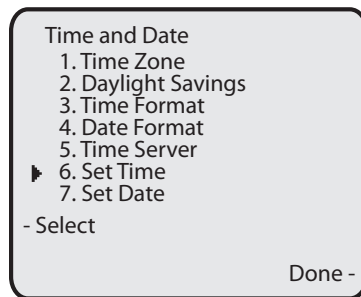 Time and Date
1. Time Zone
2. Daylight Savings
3. Time Format
4. Date Format
5. Time Server
6. Set Time
7. Set Date
- Select
Done -